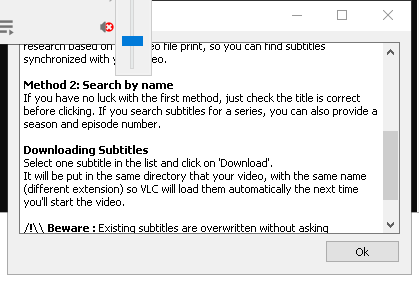 research based on video file print, so you can find subtitles
synchronized with y video.
Method 2: Search by name
If you have no luck with the first method, just check the title is correct
before clicking. If you search subtitles for a series, you can also provide a
season and episode number.
Downloading Subtitles
Select one subtitle in the list and click on 'Download'.
It will be put in the same directory that your video, with the same name
(different extension) so VLC will load them automatically the next time
you'll start the video.
/!\\ Beware : Existing subtitles are overwritten without asking
Ok